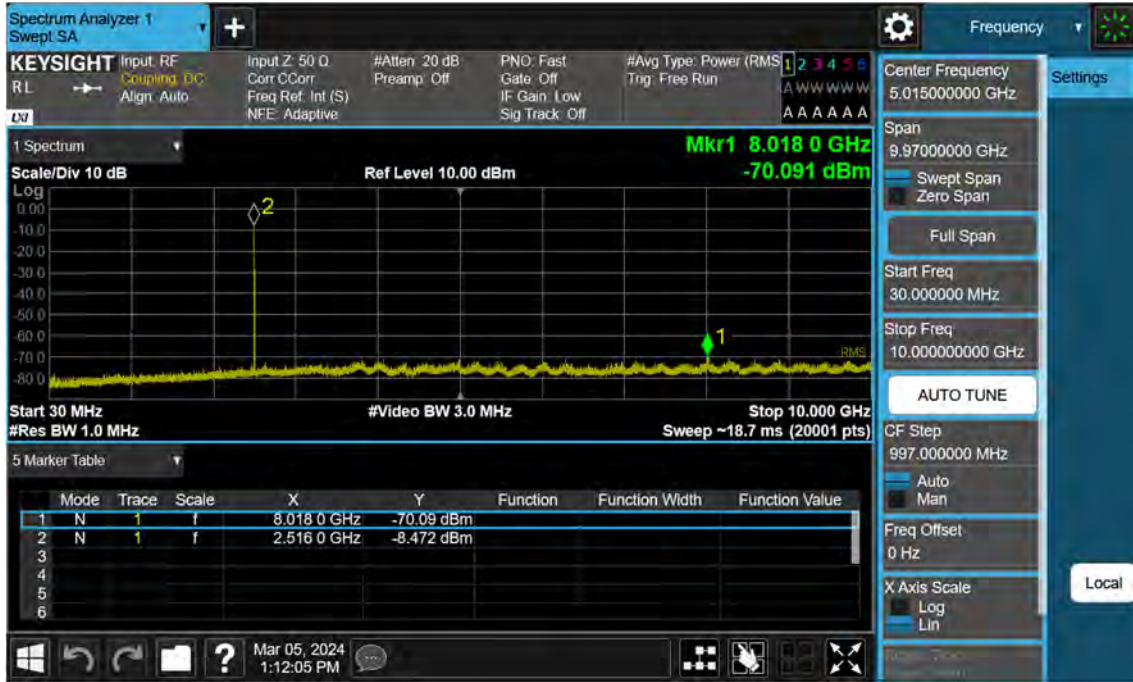 Spectrum Analyzer 1
Swept SA
Frequency
KEYSIGHT
RL
LXI
Input: RF
Coupling: DC
Align: Auto
Input Z: 50 Ω
Corr CCorr
Freq Ref: Int (S)
NFE: Adaptive
#Atten: 20 dB
Preamp: Off
PNO: Fast
Gate: Off
IF Gain: Low
Sig Track: Off
#Avg Type: Power (RMS
Trig: Free Run
1 2 3 4 5 6
A W W W W W
A A A A A A
1 Spectrum
Mkr1 8.018 0 GHz
Scale/Div 10 dB
Ref Level 10.00 dBm
-70.091 dBm
Log
0.00
-10.0
-20.0
-30.0
-40.0
-50.0
-60.0
-70.0
-80.0
2
1
RMS
Start 30 MHz
#Video BW 3.0 MHz
Stop 10.000 GHz
#Res BW 1.0 MHz
Sweep ~18.7 ms (20001 pts)
5 Marker Table
Mode Trace Scale X Y Function Function Width Function Value
1 N 1 f 8.018 0 GHz -70.09 dBm
2 N 1 f 2.516 0 GHz -8.472 dBm
3
4
5
6
?
Mar 05, 2024
1:12:05 PM
Center Frequency
5.015000000 GHz
Span
9.97000000 GHz
Swept Span
Zero Span
Full Span
Start Freq
30.000000 MHz
Stop Freq
10.000000000 GHz
AUTO TUNE
CF Step
997.000000 MHz
Auto
Man
Freq Offset
0 Hz
X Axis Scale
Log
Lin
Settings
Local